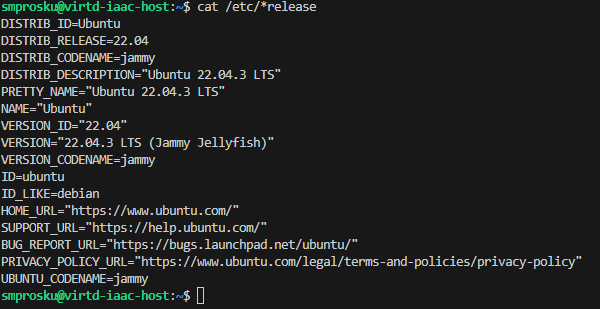 smprosku@virtd-iaac-host:~$ cat /etc/*release
DISTRIB_ID=Ubuntu
DISTRIB_RELEASE=22.04
DISTRIB_CODENAME=jammy
DISTRIB_DESCRIPTION="Ubuntu 22.04.3 LTS"
PRETTY_NAME="Ubuntu 22.04.3 LTS"
NAME="Ubuntu"
VERSION_ID="22.04"
VERSION="22.04.3 LTS (Jammy Jellyfish)"
VERSION_CODENAME=jammy
ID=ubuntu
ID_LIKE=debian
HOME_URL="https://www.ubuntu.com/"
SUPPORT_URL="https://help.ubuntu.com/"
BUG_REPORT_URL="https://bugs.launchpad.net/ubuntu/"
PRIVACY_POLICY_URL="https://www.ubuntu.com/legal/terms-and-policies/privacy-policy"
UBUNTU_CODENAME=jammy
smprosku@virtd-iaac-host:~$